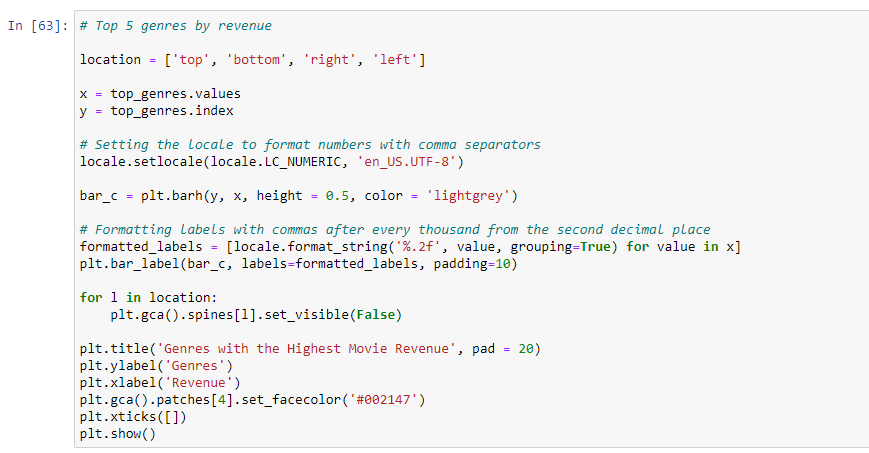 In [63]: # Top 5 genres by revenue
location = ['top', 'bottom', 'right', 'left']
x = top_genres.values
y = top_genres.index
# Setting the locale to format numbers with comma separators
locale.setlocale(locale.LC_NUMERIC, 'en_US.UTF-8')
bar_c = plt.barh(y, x, height = 0.5, color = 'lightgrey')
# Formatting labels with commas after every thousand from the second decimal place
formatted_labels = [locale.format_string('%.2f', value, grouping=True) for value in x]
plt.bar_label(bar_c, labels=formatted_labels, padding=10)
for l in location:
    plt.gca().spines[l].set_visible(False)
plt.title('Genres with the Highest Movie Revenue', pad = 20)
plt.ylabel('Genres')
plt.xlabel('Revenue')
plt.gca().patches[4].set_facecolor('#002147')
plt.xticks([])
plt.show()